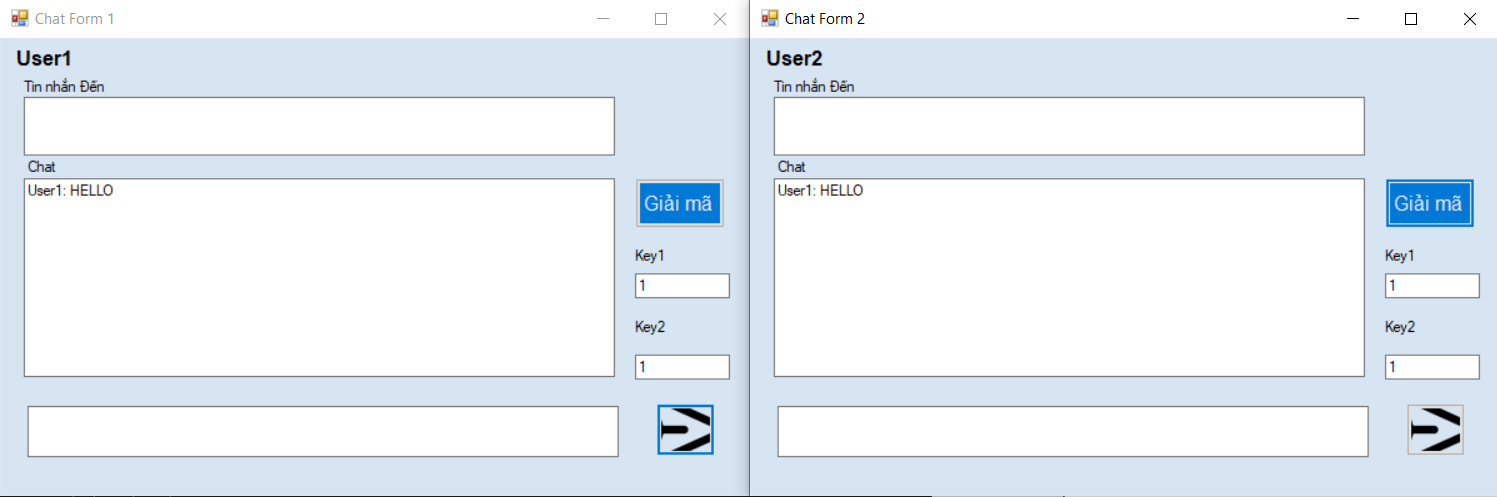 Chat Form 1
User1
Tin nhắn Đến
Chat
User1: HELLO
Giải mã
Key1
1
Key2
1
Chat Form 2
User2
Tin nhắn Đến
Chat
User1: HELLO
Giải mã
Key1
1
Key2
1